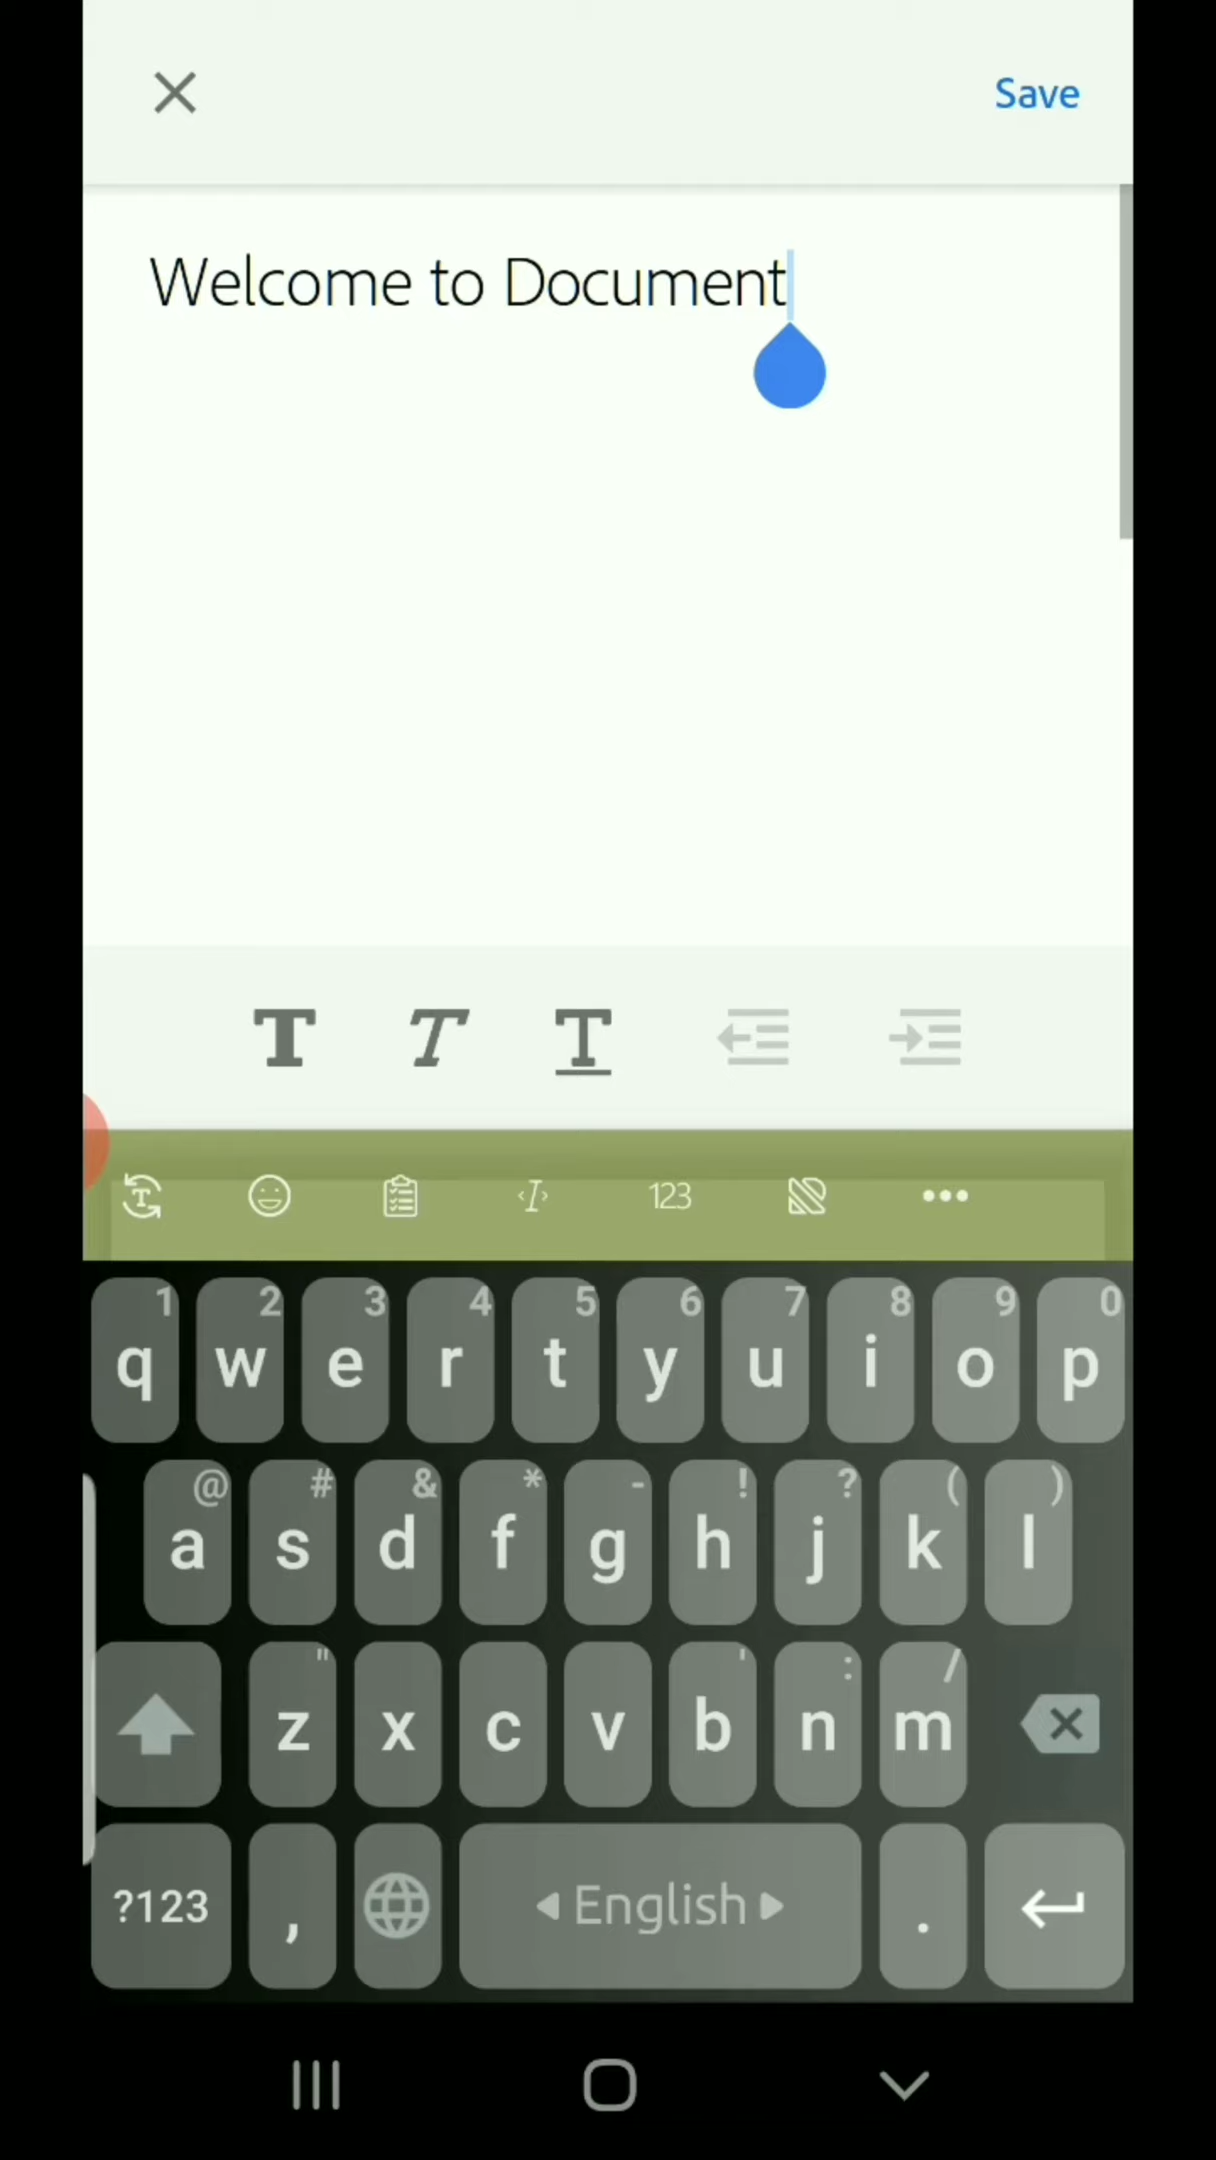 Save
Welcome to Document
T T T
T 123
1 2 3 4 5 6 7 8 9 0
q w e r t y u i o p
@ # & * - ! ? ( )
a s d f g h j k l
" ' : /
z x c v b n m
?123 , English .